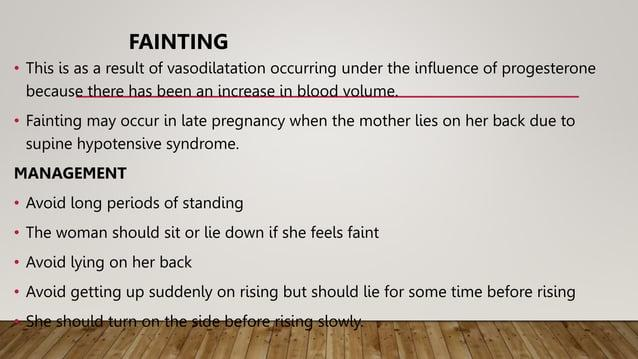 FAINTING
• This is as a result of vasodilatation occurring under the influence of progesterone
because there has been an increase in blood volume.
• Fainting may occur in late pregnancy when the mother lies on her back due to
supine hypotensive syndrome.
MANAGEMENT
• Avoid long periods of standing
• The woman should sit or lie down if she feels faint
• Avoid lying on her back
• Avoid getting up suddenly on rising but should lie for some time before rising
• She should turn on the side before rising slowly.